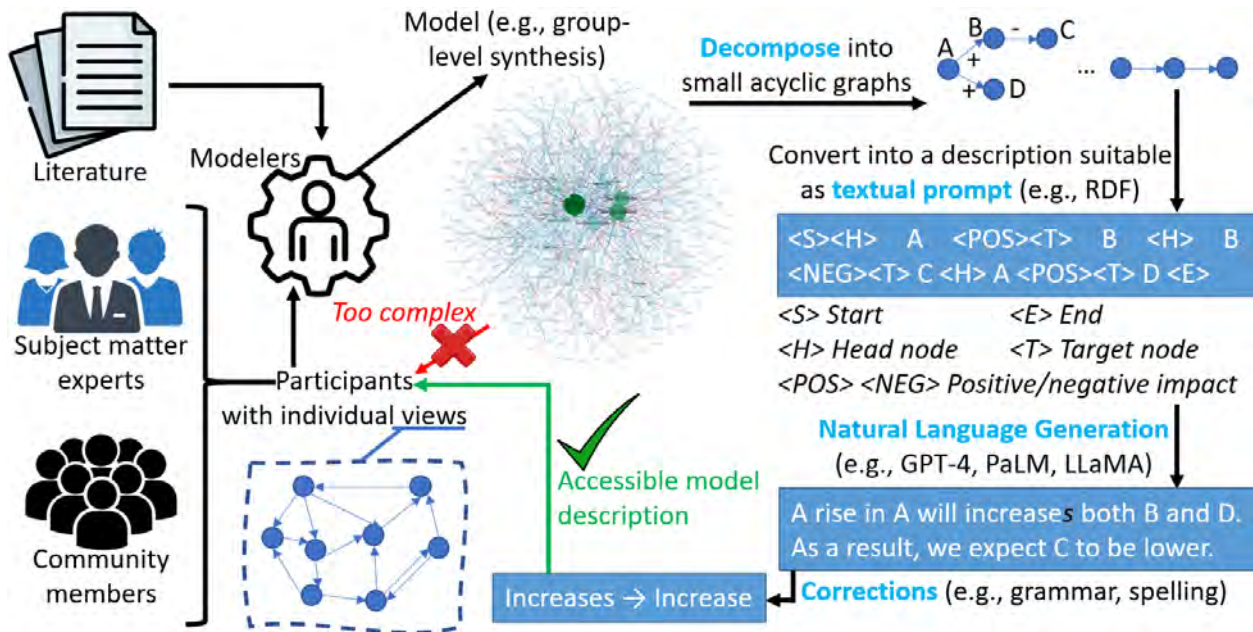 Literature
Modelers
Model (e.g., group-
level synthesis)
Decompose into
small acyclic graphs
A
B
-
C
+
+
D
...
Convert into a description suitable
as textual prompt (e.g., RDF)
<S><H> A <POS><T> B <H> B
<NEG><T> C <H> A <POS><T> D <E>
<S> Start
<E> End
<H> Head node
<T> Target node
<POS> <NEG> Positive/negative impact
Natural Language Generation
(e.g., GPT-4, PaLM, LLaMA)
A rise in A will increases both B and D.
As a result, we expect C to be lower.
Corrections (e.g., grammar, spelling)
Increases → Increase
Accessible model
description
Too complex
Participants
with individual views
Subject matter
experts
Community
members